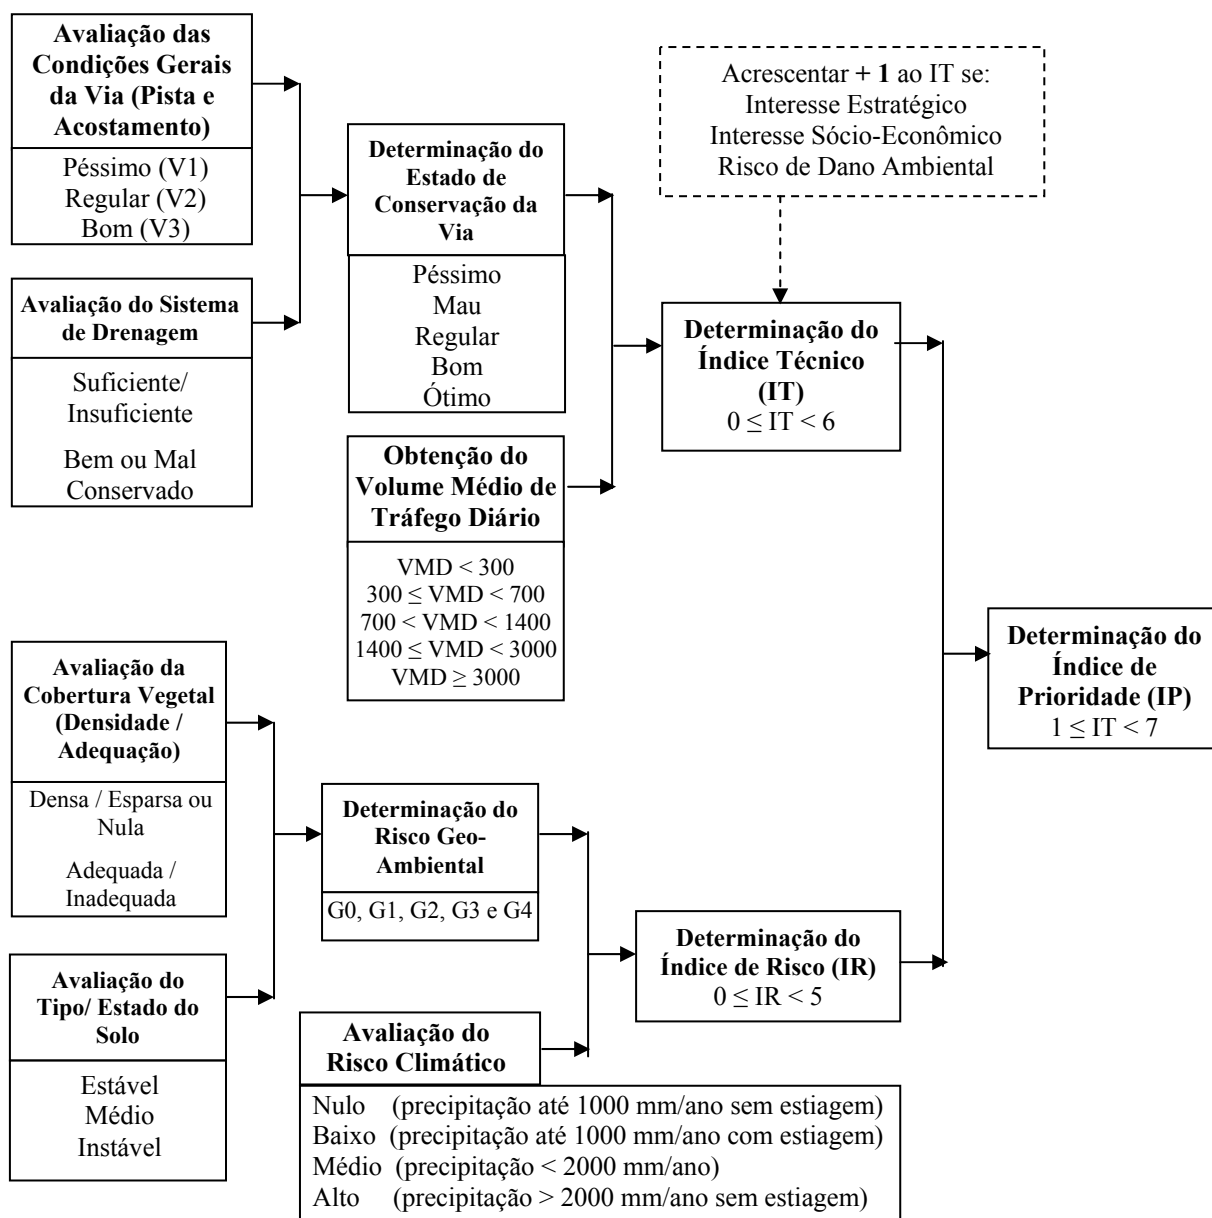 Avaliação das
Condições Gerais
da Via (Pista e
Acostamento)
Péssimo (V1)
Regular (V2)
Bom (V3)
Avaliação do Sistema
de Drenagem
Suficiente/
Insuficiente
Bem ou Mal
Conservado
Determinação do
Estado de
Conservação da
Via
Péssimo
Mau
Regular
Bom
Ótimo
Obtenção do
Volume Médio de
Tráfego Diário
VMD < 300
300 ≤ VMD < 700
700 < VMD < 1400
1400 ≤ VMD < 3000
VMD ≥ 3000
Acrescentar + 1 ao IT se:
Interesse Estratégico
Interesse Sócio-Econômico
Risco de Dano Ambiental
Determinação do
Índice Técnico
(IT)
0 ≤ IT < 6
Avaliação da
Cobertura Vegetal
(Densidade /
Adequação)
Densa / Esparsa ou
Nula
Adequada /
Inadequada
Avaliação do
Tipo/ Estado do
Solo
Estável
Médio
Instável
Determinação do
Risco Geo-
Ambiental
G0, G1, G2, G3 e G4
Avaliação do
Risco Climático
Nulo (precipitação até 1000 mm/ano sem estiagem)
Baixo (precipitação até 1000 mm/ano com estiagem)
Médio (precipitação < 2000 mm/ano)
Alto (precipitação > 2000 mm/ano sem estiagem)
Determinação do
Índice de Risco (IR)
0 ≤ IR < 5
Determinação do
Índice de
Prioridade (IP)
1 ≤ IT < 7